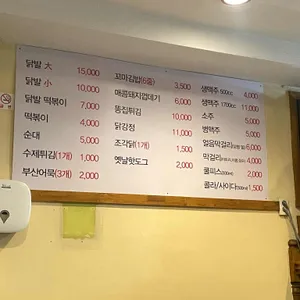 닭발 大 15,000
닭발 小 10,000
닭발 떡볶이 7,000
떡볶이 4,000
순대 5,000
수제튀김(1개) 1,000
부산어묵(3개) 2,000
꼬마김밥(6줄) 3,500
매콤돼지껍데기 6,000
똥집튀김 10,000
닭강정 11,000
조각닭(1개) 1,000
옛날핫도그 2,000
생맥주 500cc 4,000
생맥주 1700cc 11,000
소주 5,000
병맥주 5,000
얼음막걸리 6,000
막걸리 4,000
쿨피스 2,000
콜라/사이다 1,500